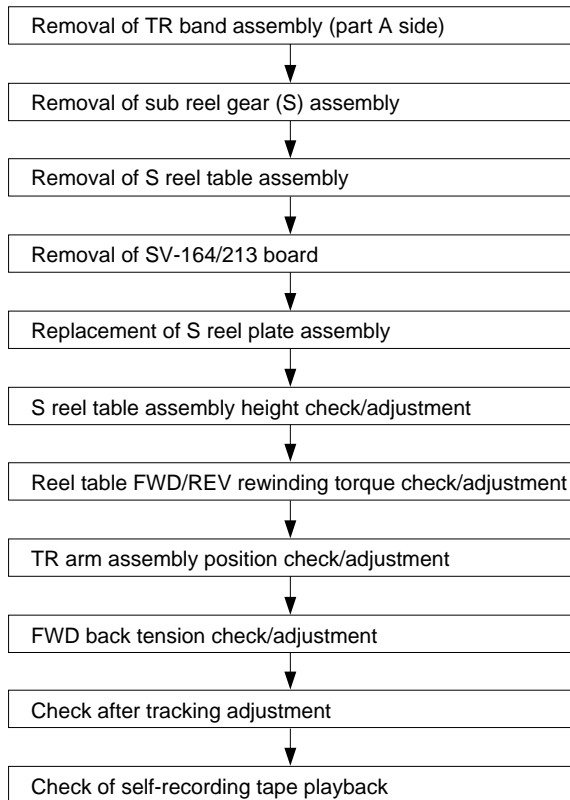 Removal of TR band assembly (part A side)
Removal of sub reel gear (S) assembly
Removal of S reel table assembly
Removal of SV-164/213 board
Replacement of S reel plate assembly
S reel table assembly height check/adjustment
Reel table FWD/REV rewinding torque check/adjustment
TR arm assembly position check/adjustment
FWD back tension check/adjustment
Check after tracking adjustment
Check of self-recording tape playback